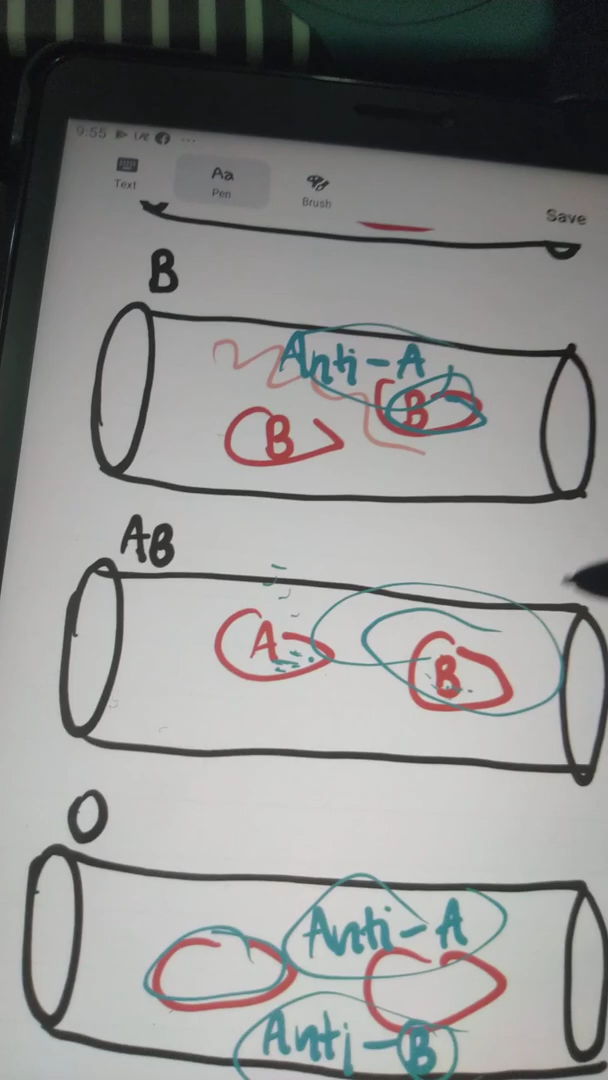 9:55
Text
Aa
Pen
Brush
Save
B
Anti-A
B
B
AB
A
B
O
Anti-A
Anti-B